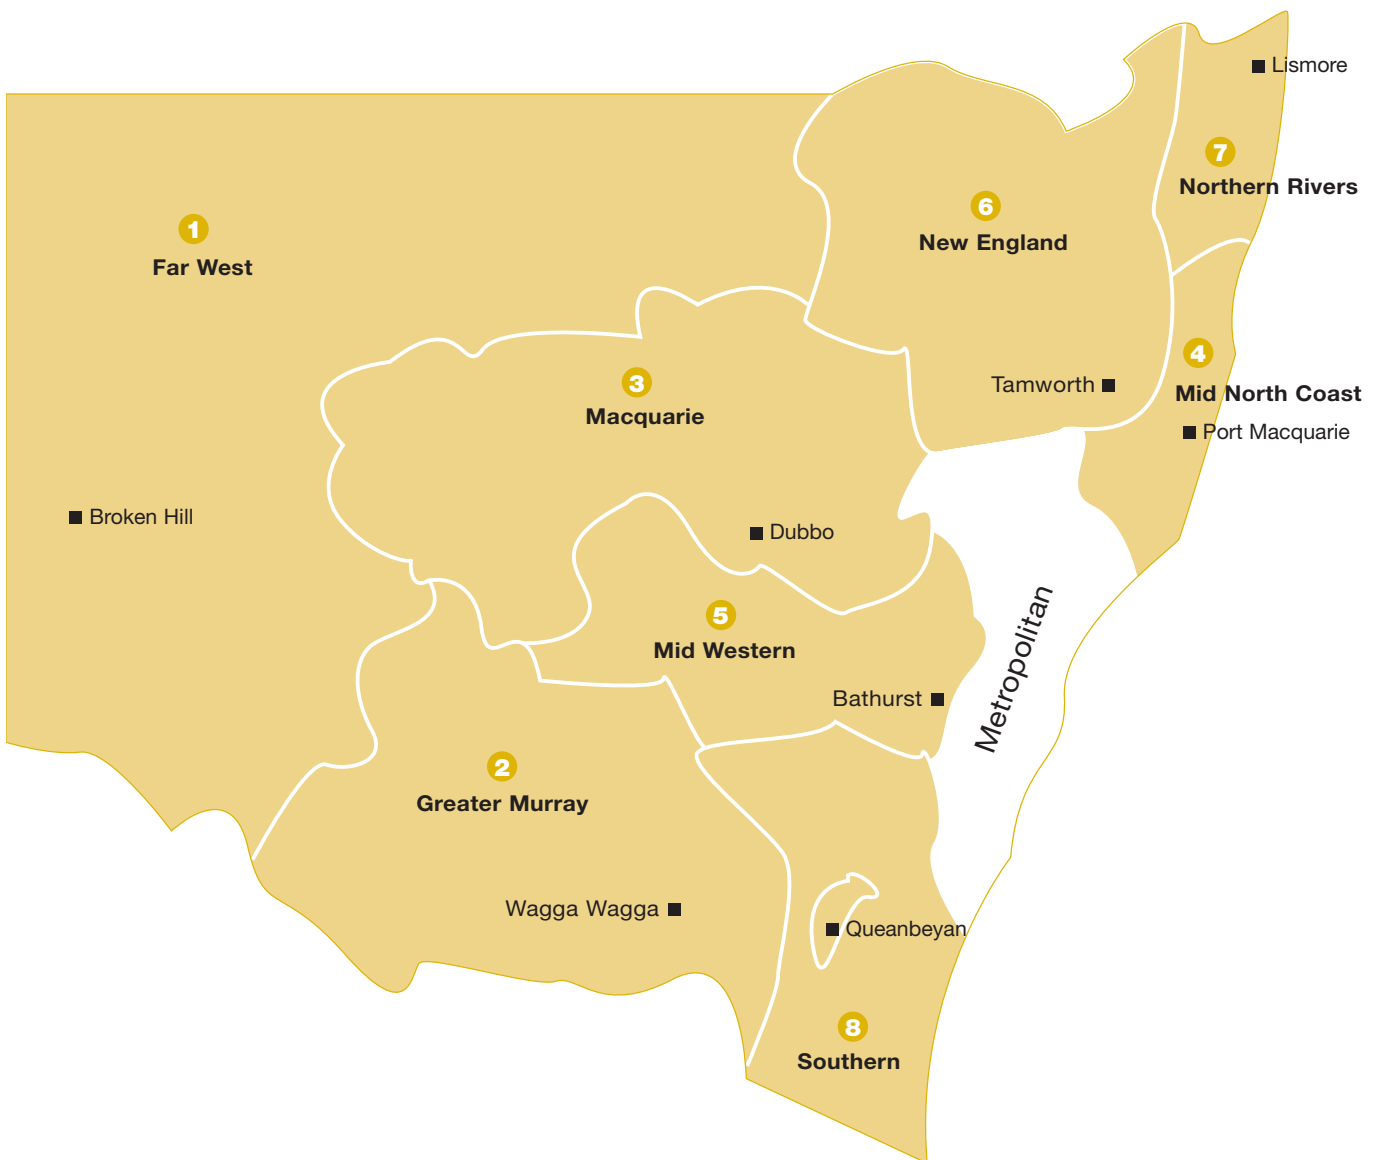 Lismore
7
Northern Rivers
6
New England
1
Far West
4
Mid North Coast
3
Macquarie
Tamworth
Port Macquarie
Broken Hill
Dubbo
5
Mid Western
Metropolitan
Bathurst
2
Greater Murray
Wagga Wagga
Queanbeyan
8
Southern